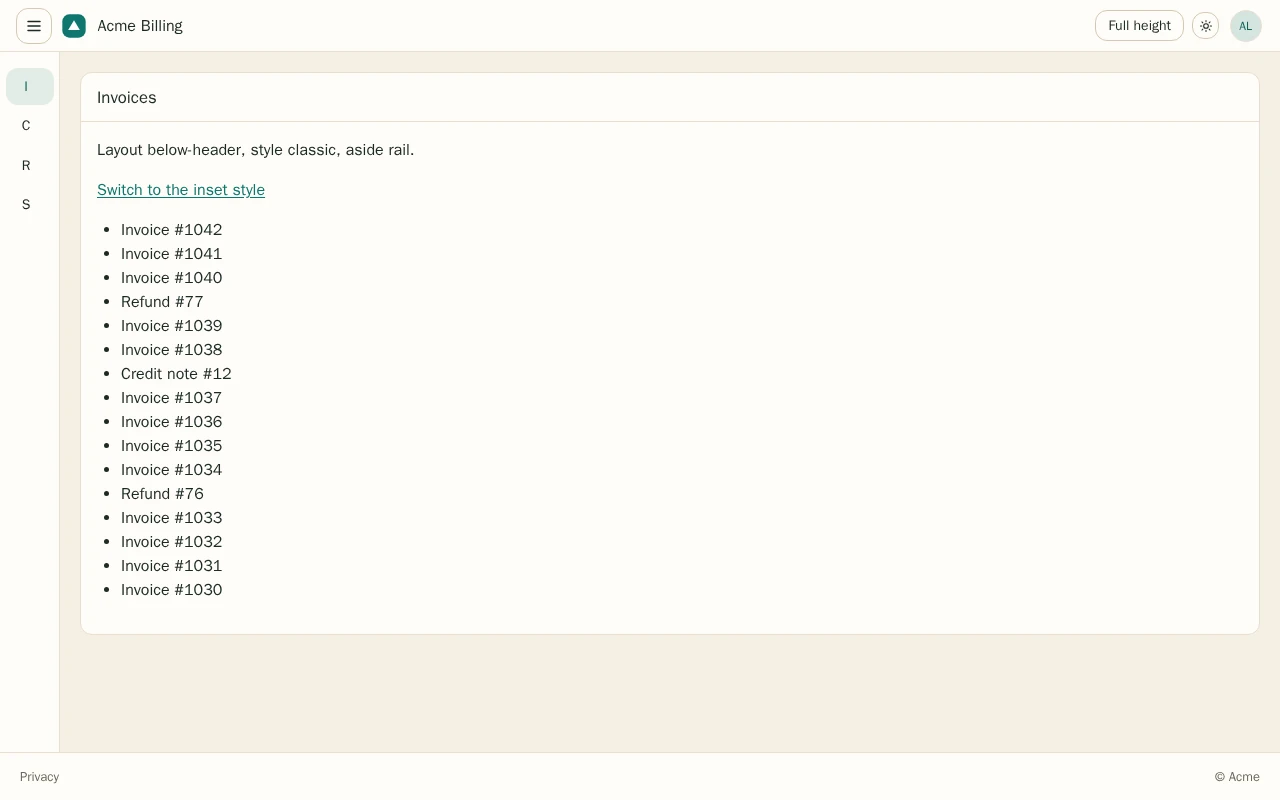 Acme Billing
Full height
AL
I
C
R
S
Invoices
Layout below-header, style classic, aside rail.
Switch to the inset style
Invoice #1042
Invoice #1041
Invoice #1040
Refund #77
Invoice #1039
Invoice #1038
Credit note #12
Invoice #1037
Invoice #1036
Invoice #1035
Invoice #1034
Refund #76
Invoice #1033
Invoice #1032
Invoice #1031
Invoice #1030
Privacy
© Acme